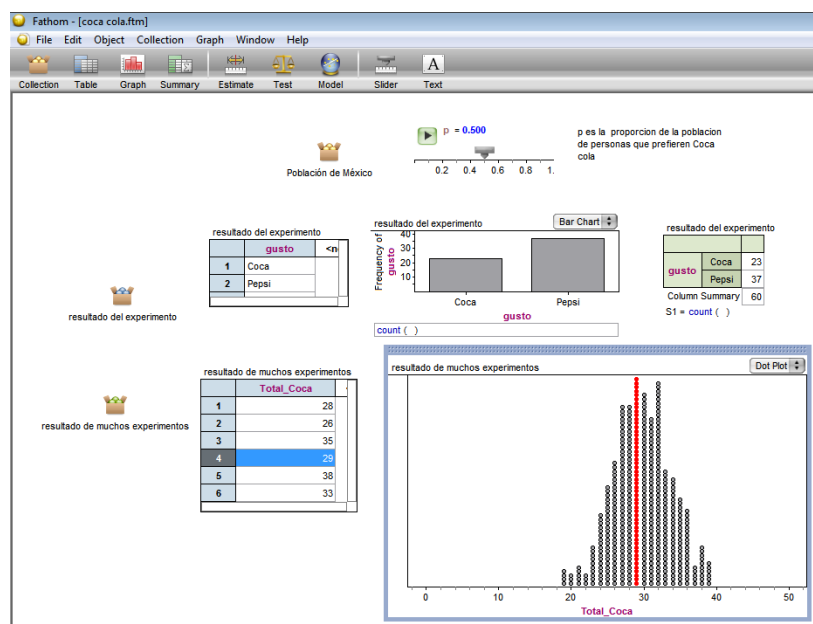 Fathom - [coca cola.ftm]
File Edit Object Collection Graph Window Help
Collection Table Graph Summary Estimate Test Model Slider Text
A
Población de México
p = 0.500
0.2 0.4 0.6 0.8 1.
p es la proporcion de la poblacion
de personas que prefieren Coca
cola
resultado del experimento
resultado del experimento
gusto <n
1 Coca
2 Pepsi
resultado del experimento
Bar Chart
Frequency of
gusto
40
30
20
10
Coca Pepsi
gusto
count ( )
resultado del experimento
gusto Coca 23
Pepsi 37
Column Summary 60
S1 = count ( )
resultado de muchos experimentos
resultado de muchos experimentos
Total_Coca
1 28
2 26
3 35
4 29
5 38
6 33
resultado de muchos experimentos
Dot Plot
0 10 20 30 40 50
Total_Coca